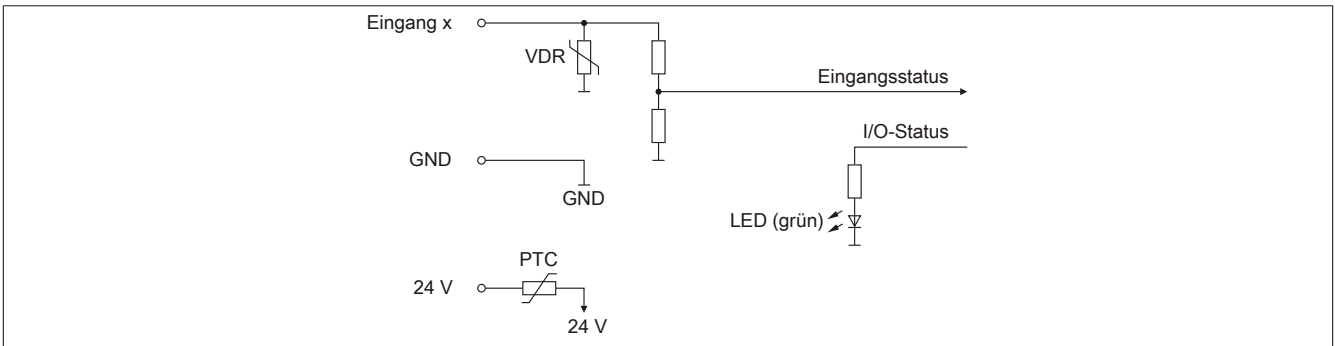 Eingang x
VDR
Eingangsstatus
I/O-Status
GND
GND
LED (grün)
PTC
24 V
24 V